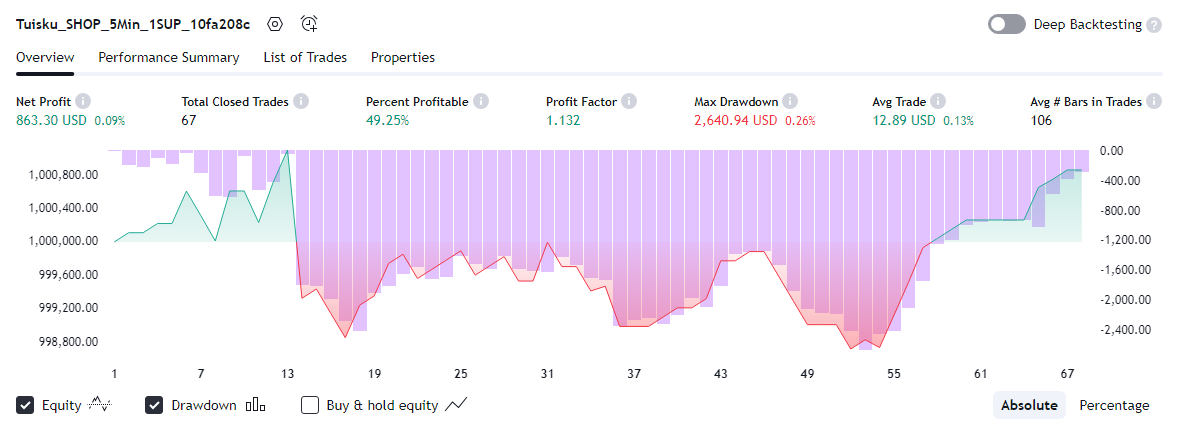 Tuisku_SHOP_5Min_1SUP_10fa208c Deep Backtesting ?
Overview Performance Summary List of Trades Properties
Net Profit i Total Closed Trades i Percent Profitable i Profit Factor i Max Drawdown i Avg Trade i Avg # Bars in Trades i
863.30 USD 0.09% 67 49.25% 1.132 2,640.94 USD 0.26% 12.89 USD 0.13% 106
0.00
1,000,800.00 -400.00
1,000,400.00 -800.00
1,000,000.00 -1,200.00
999,600.00 -1,600.00
999,200.00 -2,000.00
998,800.00 -2,400.00
1 7 13 19 25 31 37 43 49 55 61 67
Equity Drawdown Buy & hold equity Absolute Percentage